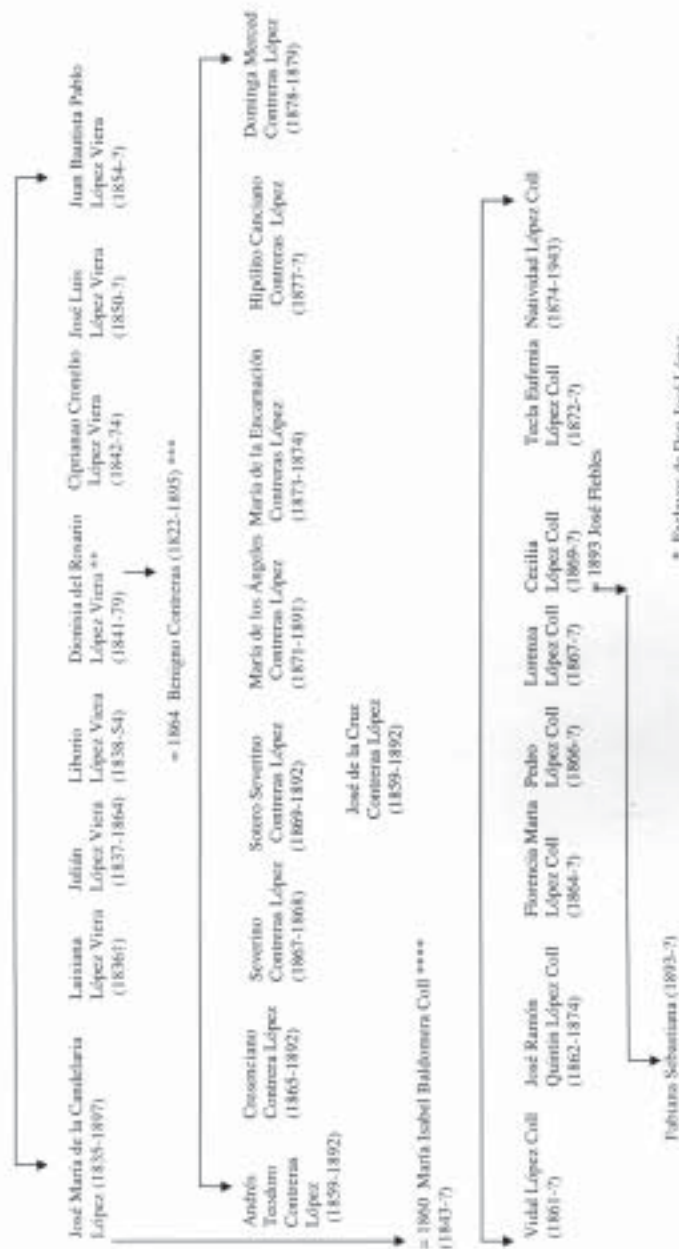 José María de la Candelaria
López (1835-1897)
Luisiana
López Viera
(1836†)
Julián
López Viera
(1837-1864)
Liborio
López Viera
(1838-54)
Dionisia del Rosario
López Viera **
(1841-79)
Ciprianao Cronelio
López Viera
(1842-74)
José Luis
López Viera
(1850-?)
Juan Bautista Pablo
López Viera
(1854-?)
= 1864 Benigno Contreras (1822-1895) ***
Andrés
Teodoro
Contreras
López
(1859-1892)
Contrera López
(1865-1892)
Severino
Contreras López
(1867-1868)
Sotero Severino
Contreras López
(1869-1892)
María de los Ángeles
Contreras López
(1871-1891)
María de la Encarnación
Contreras López
(1873-1874)
Hipólito Canciano
Contreras López
(1877-?)
Dominga Merced
Contreras López
(1878-1879)
José de la Cruz
Contreras López
(1859-1892)
= 1860 María Isabel Baldomera Coll ****
(1843-?)
Vidal López Coll
(1861-?)
José Ramón
Quintín López Coll
(1862-1874)
Florencia Marta
López Coll
(1864-?)
Pedro
López Coll
(1866-?)
Lorenza
López Coll
(1867-?)
Cecilia
López Coll
(1869-?)
Tecla Eufemia
López Coll
(1872-?)
Natividad López Coll
(1874-1943)
= 1893 José Flebles
Fabiana Sebastiana (1893-?)